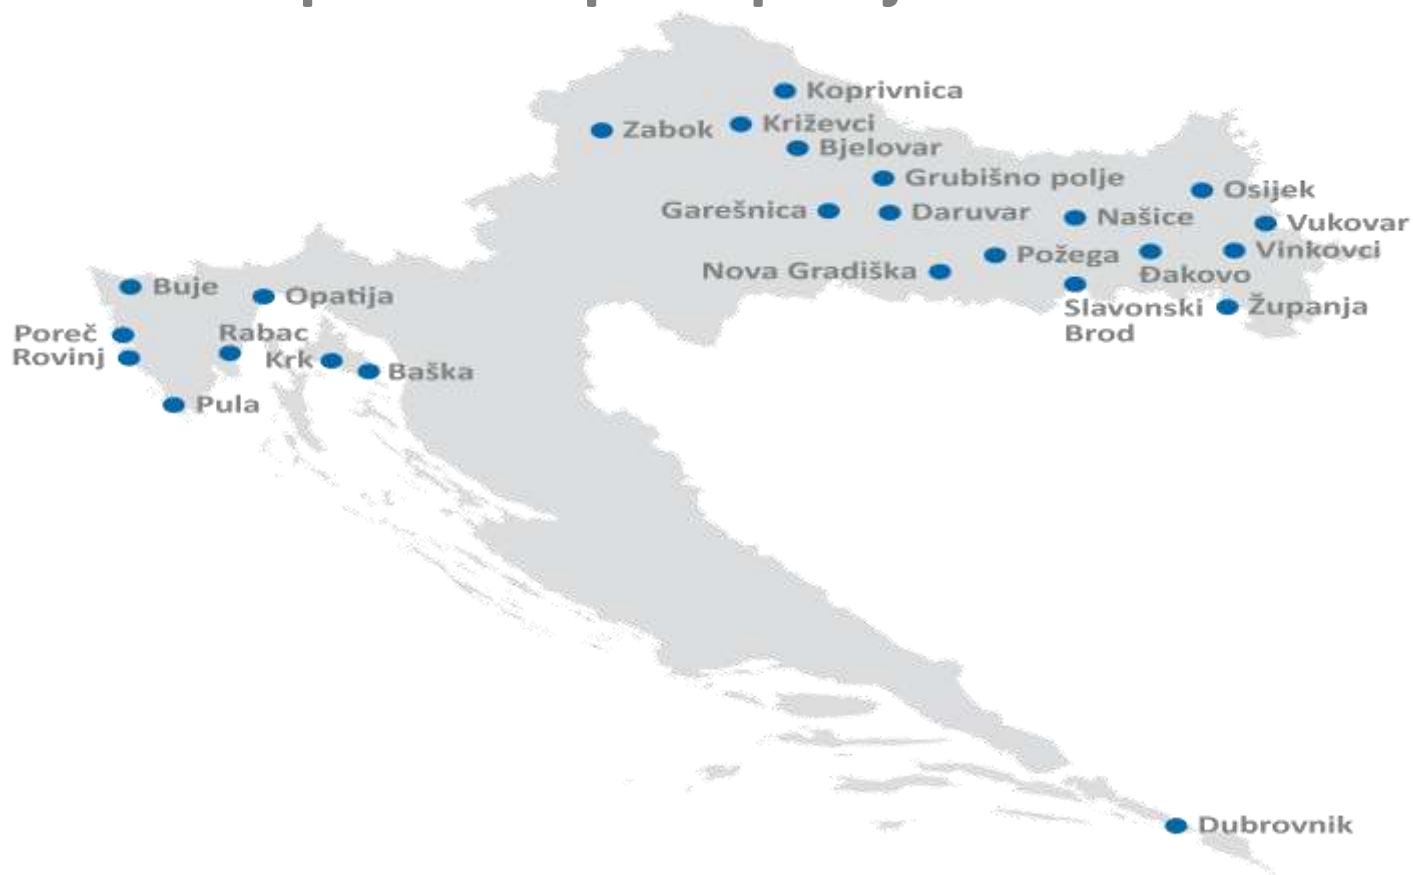 Koprivnica
Zabok
Križevci
Bjelovar
Grubišno polje
Osijek
Garešnica
Daruvar
Našice
Vukovar
Požega
Vinkovci
Nova Gradiška
Đakovo
Buje
Opatija
Slavonski
Brod
Županja
Poreč
Rabac
Rovinj
Krk
Baška
Pula
Dubrovnik